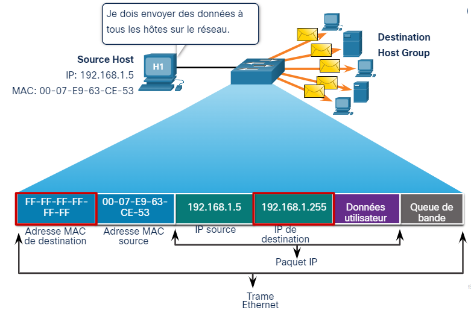 Je dois envoyer des données à
tous les hôtes sur le réseau.
Source Host
IP: 192.168.1.5
MAC: 00-07-E9-63-CE-53
H1
Destination
Host Group
FF-FF-FF-FF-
FF-FF
00-07-E9-63-
CE-53
192.168.1.5
192.168.1.255
Données
utilisateur
Queue de
bande
Adresse MAC
de destination
Adresse MAC
source
IP source
IP de
destination
Paquet IP
Trame
Ethernet